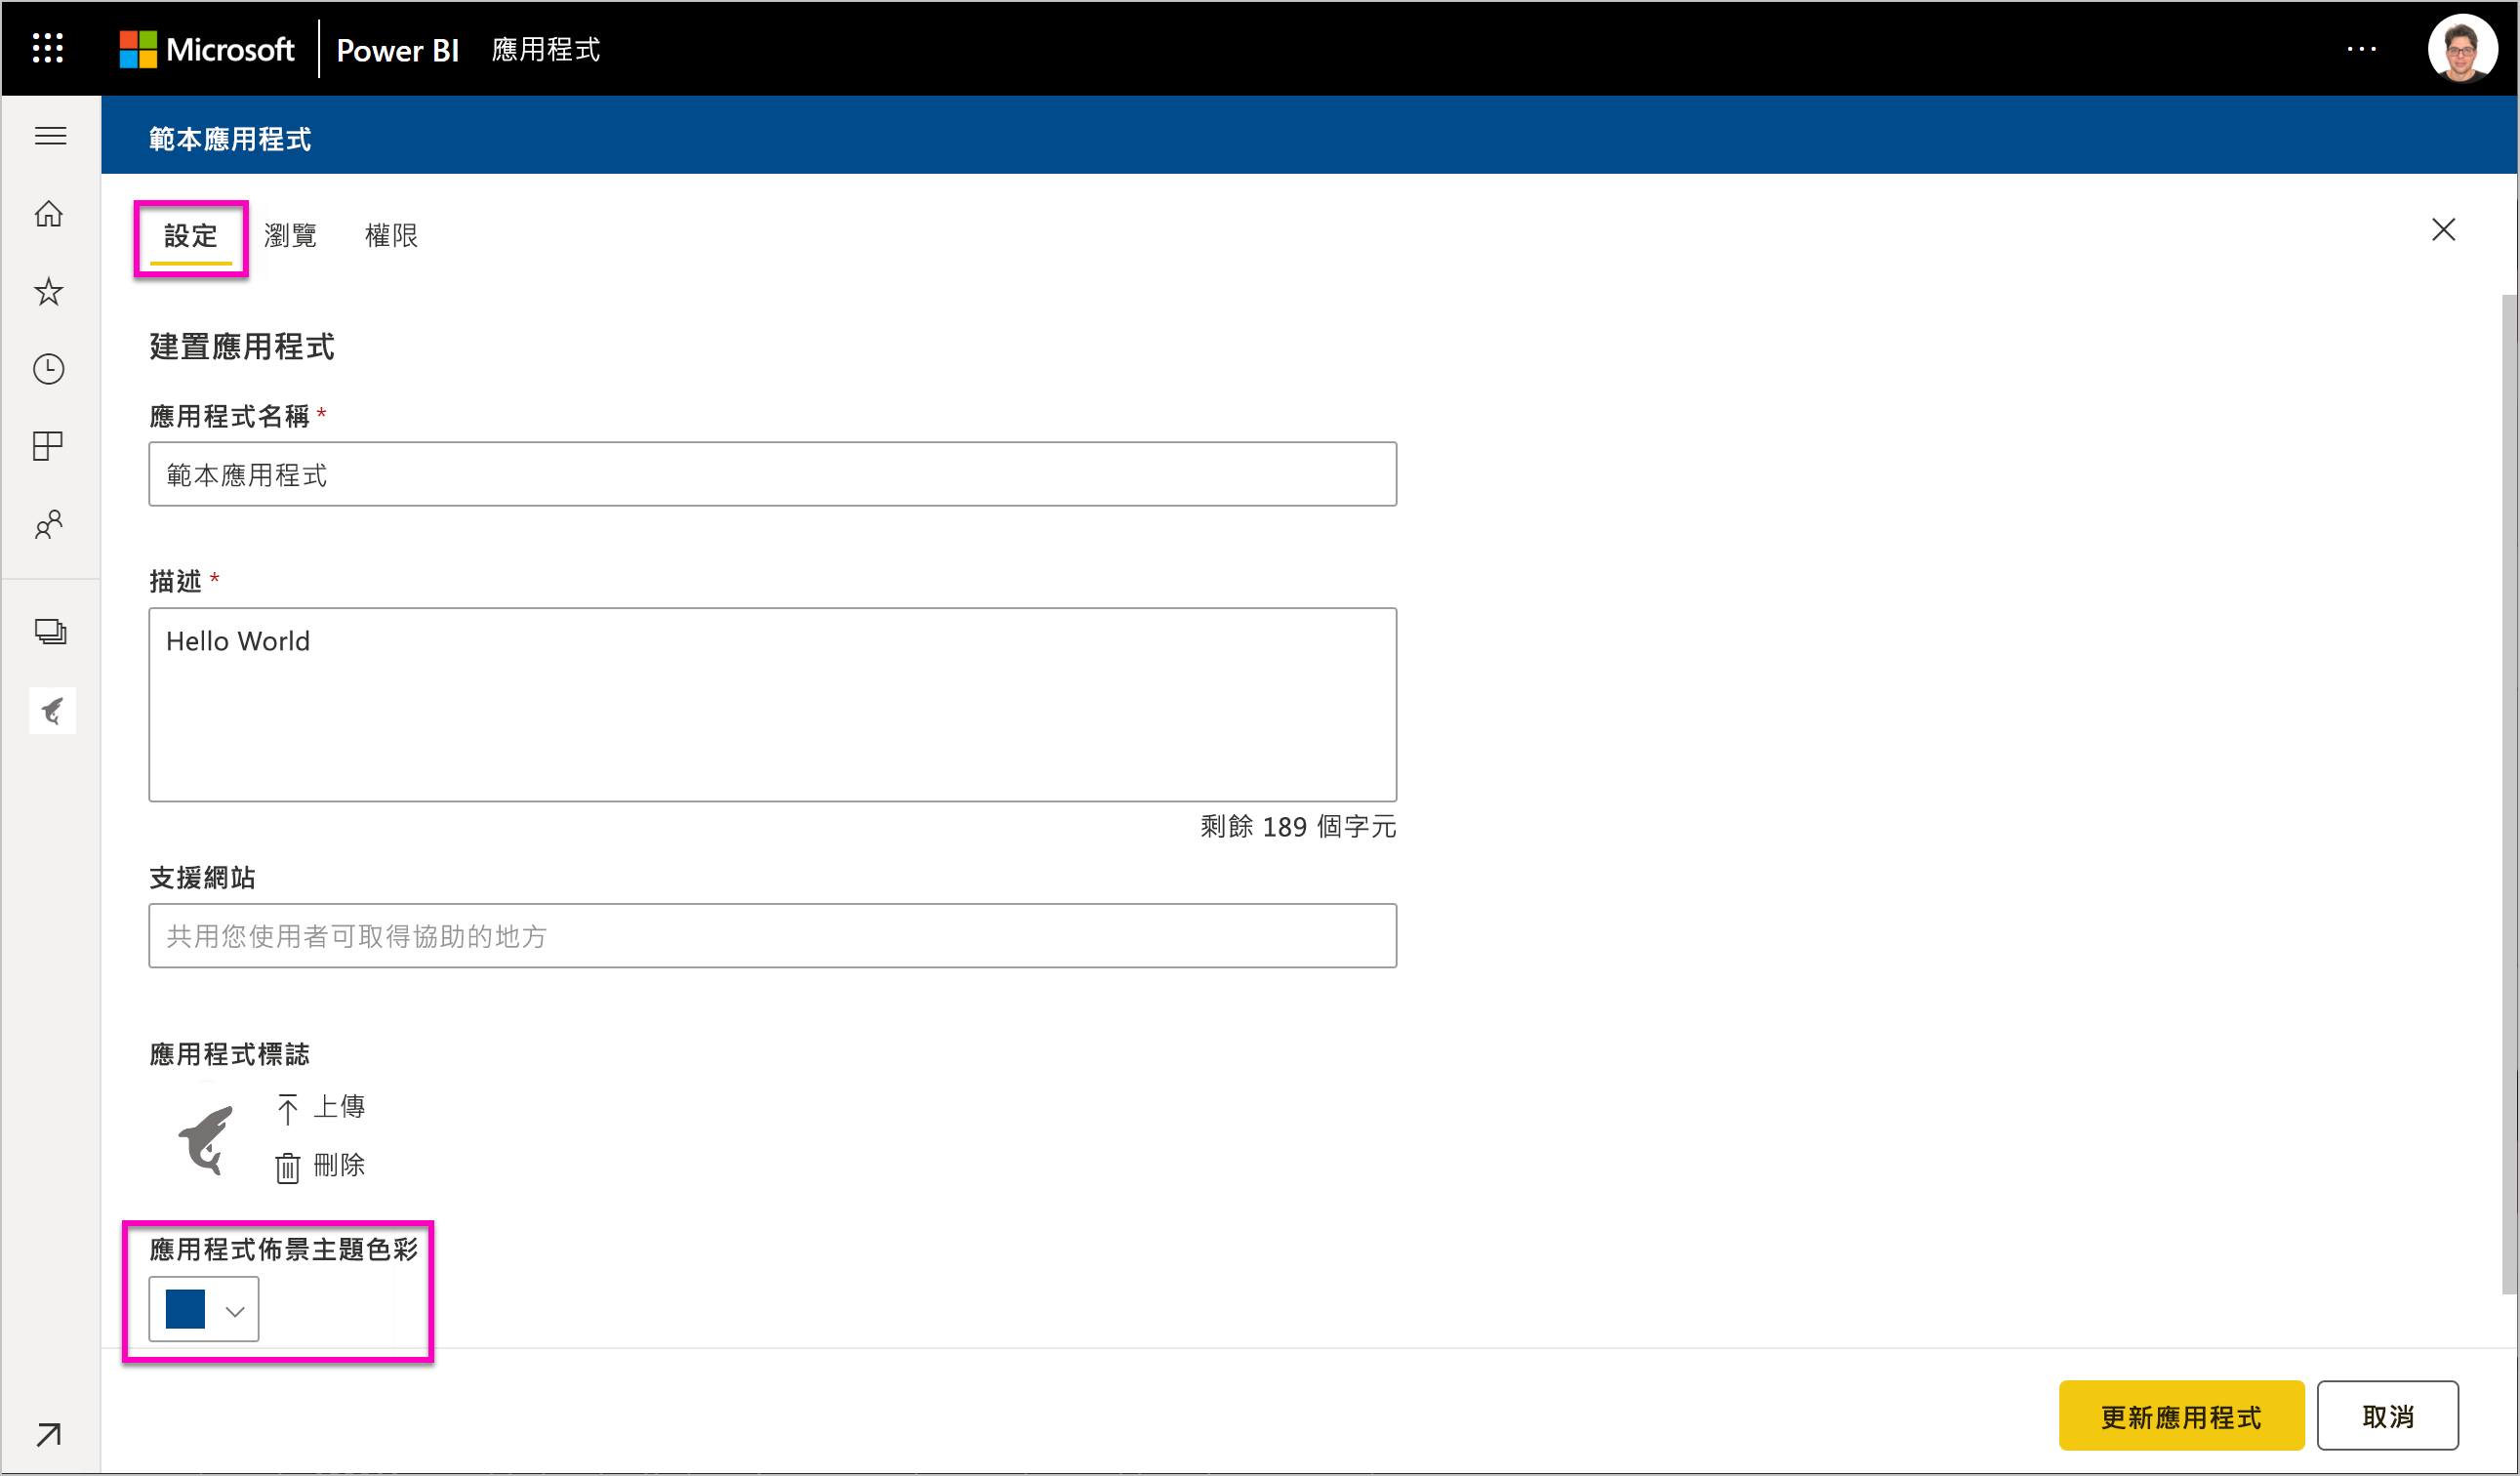 Microsoft Power BI 應用程式
範本應用程式
設定 瀏覽 權限
建置應用程式
應用程式名稱 *
範本應用程式
描述 *
Hello World
剩餘 189 個字元
支援網站
共用您使用者可取得協助的地方
應用程式標誌
上傳
刪除
應用程式佈景主題色彩
更新應用程式 取消